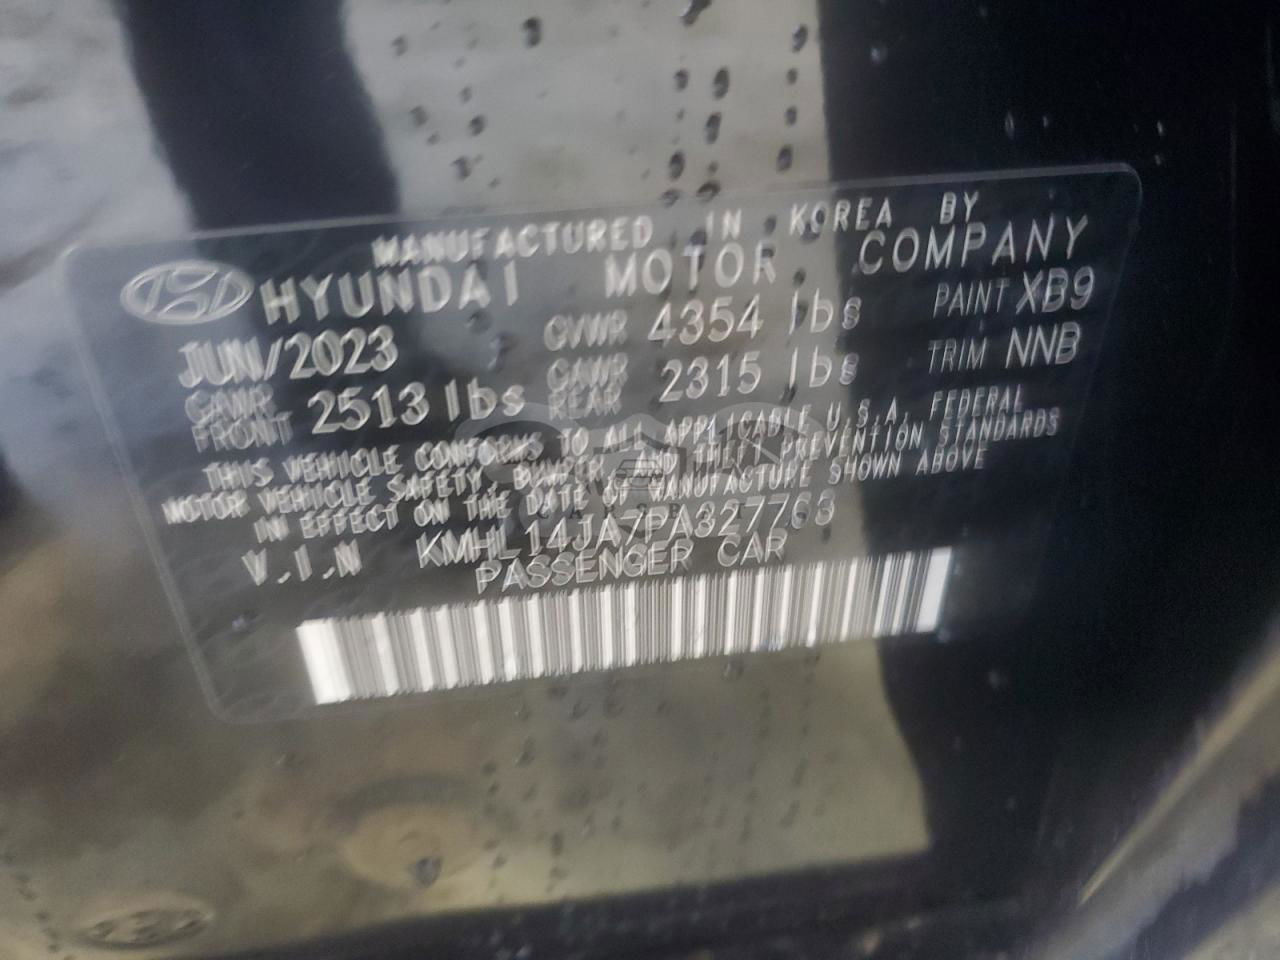 MANUFACTURED IN KOREA BY
HYUNDAI MOTOR COMPANY
JUN/2023 GVWR 4354 lbs PAINT XB9
GAWR FRONT 2513 lbs GAWR REAR 2315 lbs TRIM NNB
THIS VEHICLE CONFORMS TO ALL APPLICABLE U.S.A. FEDERAL
MOTOR VEHICLE SAFETY, BUMPER, AND THEFT PREVENTION STANDARDS
IN EFFECT ON THE DATE OF MANUFACTURE SHOWN ABOVE
V.I.N KMHL14JA7PA327763
PASSENGER CAR